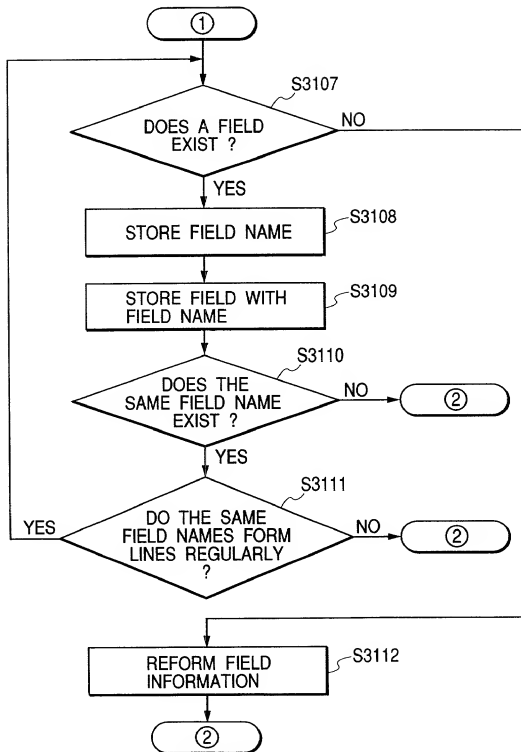 ①
S3107
DOES A FIELD
EXIST ?
NO
YES
STORE FIELD NAME
S3108
STORE FIELD WITH
FIELD NAME
S3109
S3110
DOES THE
SAME FIELD NAME
EXIST ?
NO
②
YES
S3111
YES
DO THE SAME
FIELD NAMES FORM
LINES REGULARLY
?
NO
②
REFORM FIELD
INFORMATION
S3112
②